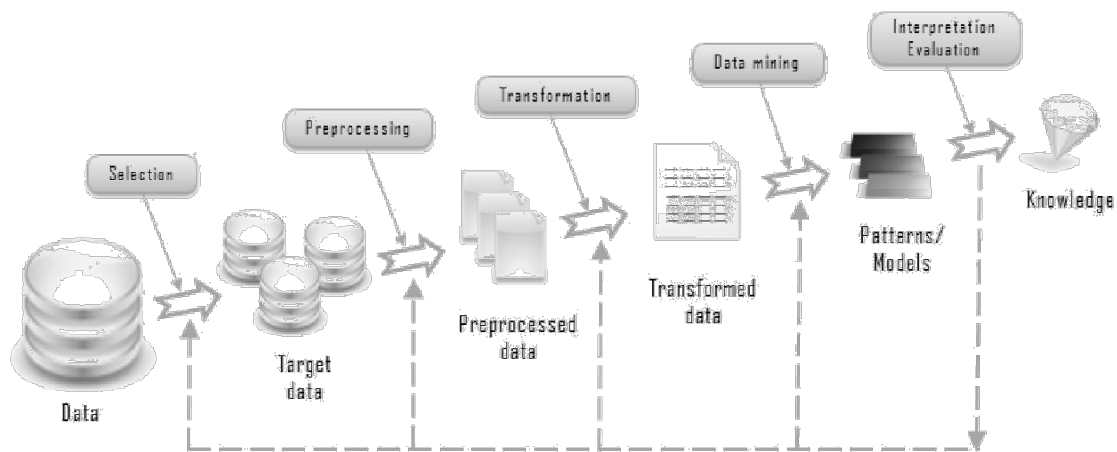 Interpretation
Evaluation
Data mining
Transformation
Preprocessing
Selection
Knowledge
Patterns/
Models
Transformed
data
Preprocessed
data
Target
data
Data